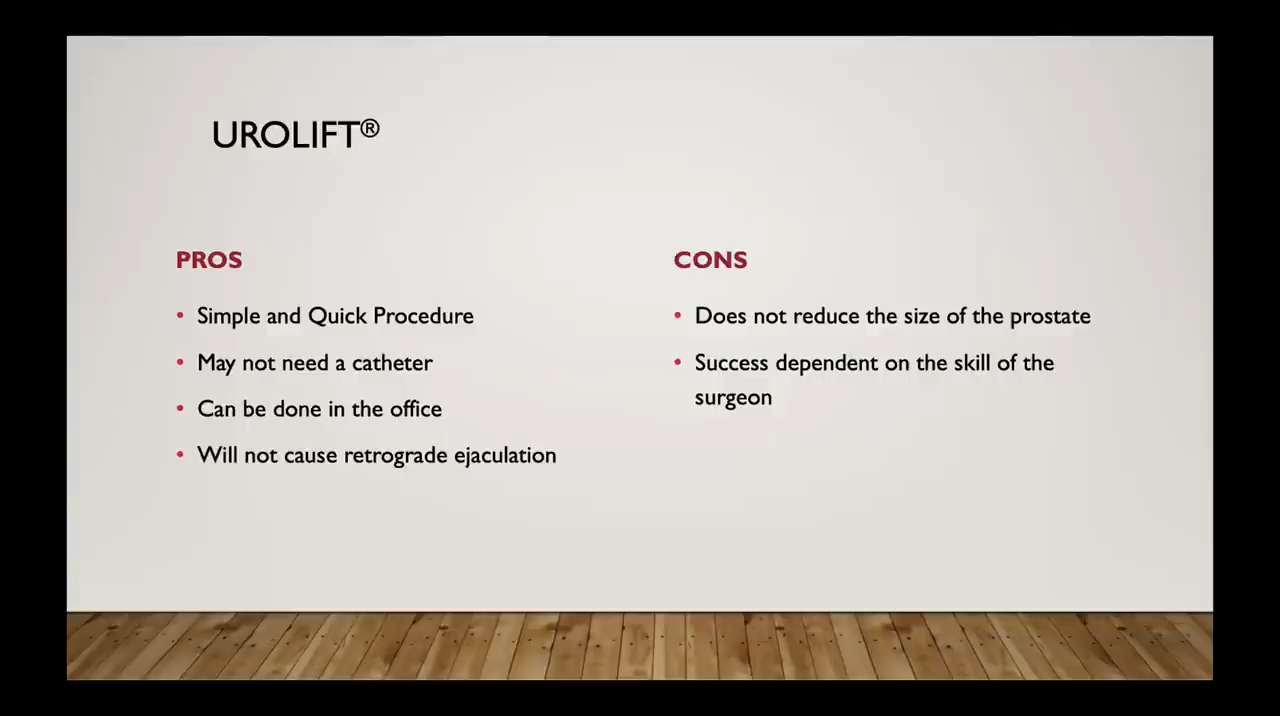 UROLIFT®
PROS
• Simple and Quick Procedure
• May not need a catheter
• Can be done in the office
• Will not cause retrograde ejaculation
CONS
• Does not reduce the size of the prostate
• Success dependent on the skill of the
surgeon